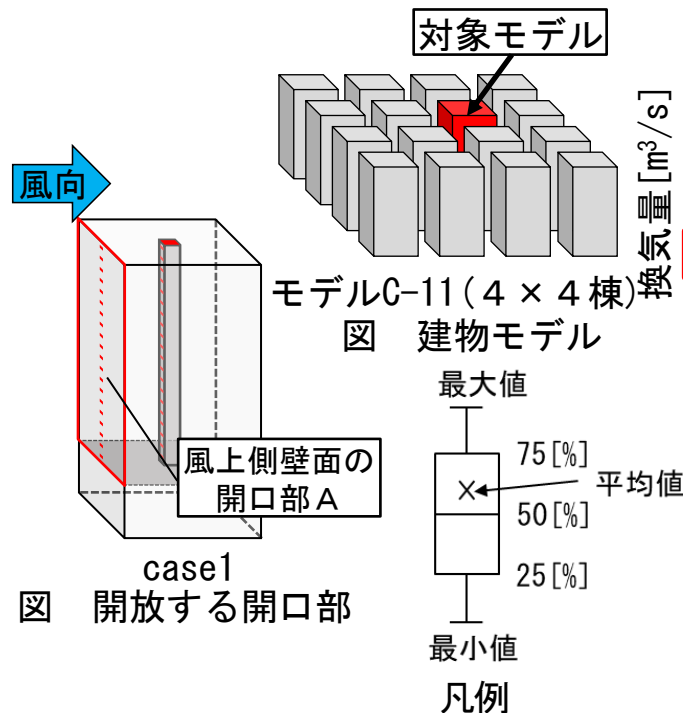 対象モデル
風向
換気量[m³/s]
モデルC-11(４×４棟)
図　建物モデル
風上側壁面の
開口部Ａ
case1
図　開放する開口部
最大値
75[%]
平均値
50[%]
25[%]
最小値
凡例